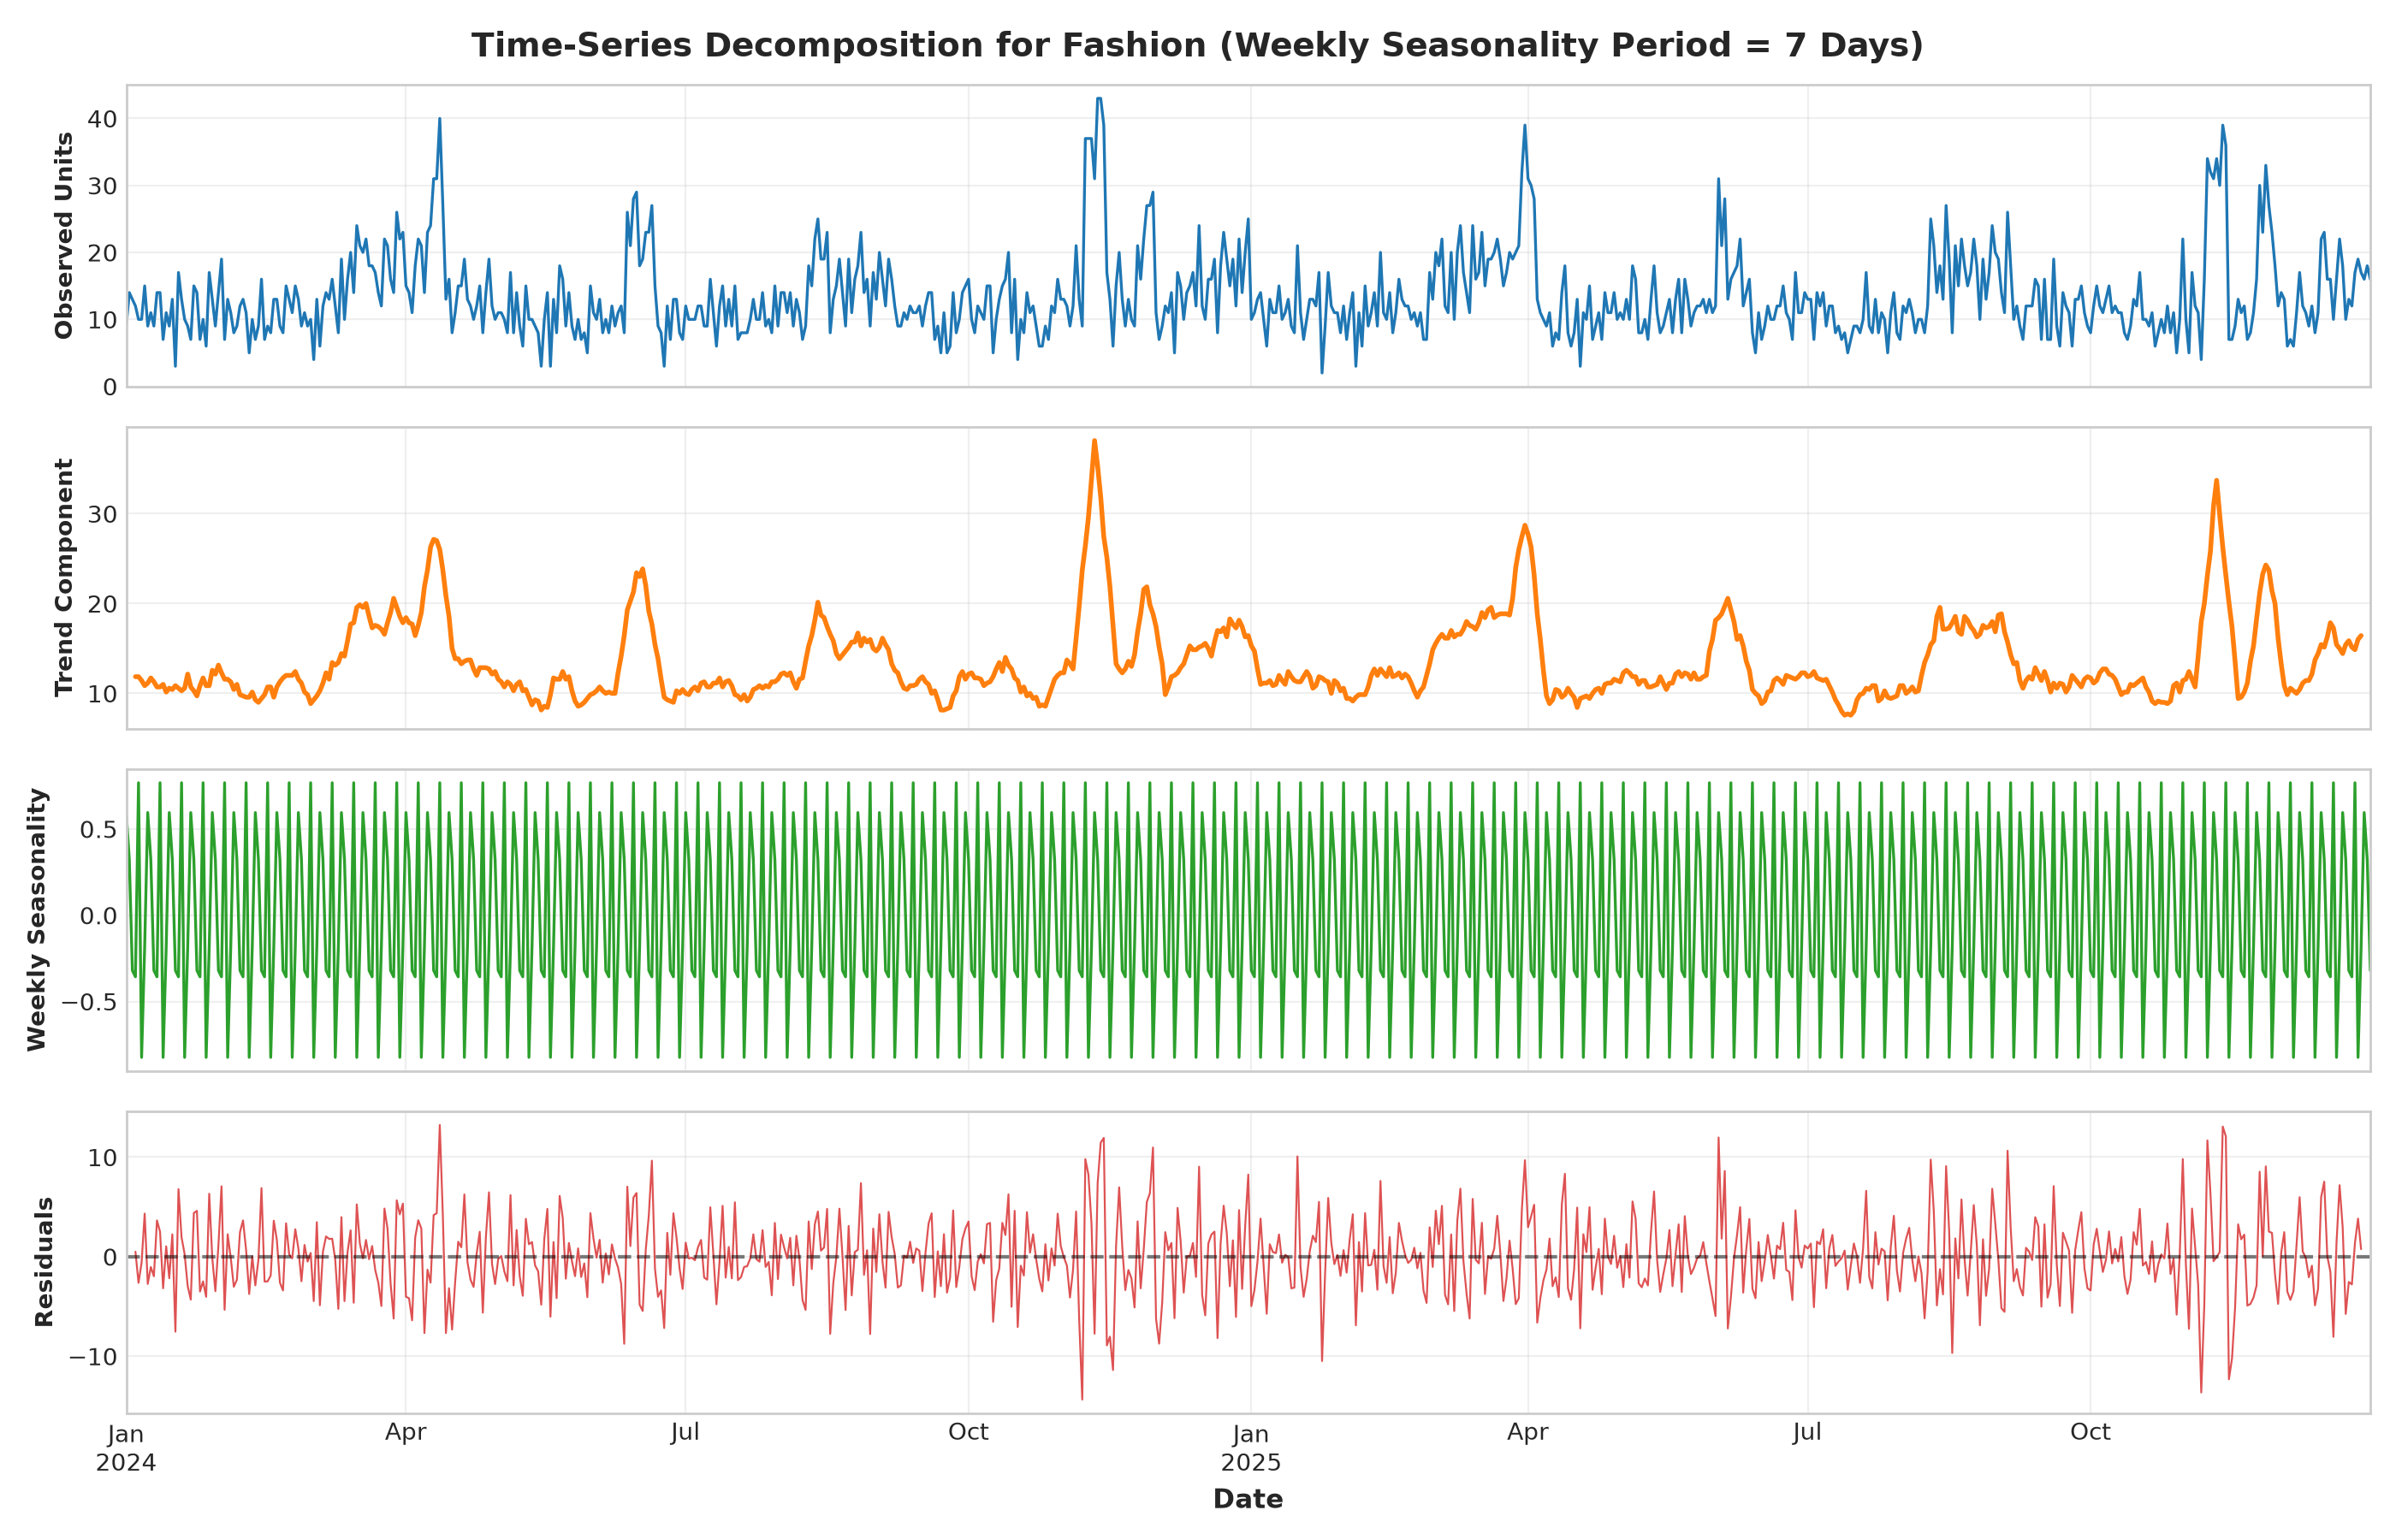 Time-Series Decomposition for Fashion (Weekly Seasonality Period = 7 Days)
Observed Units
40
30
20
10
0
Trend Component
30
20
10
Weekly Seasonality
0.5
0.0
−0.5
Residuals
10
0
−10
Jan
2024
Apr
Jul
Oct
Jan
2025
Apr
Jul
Oct
Date